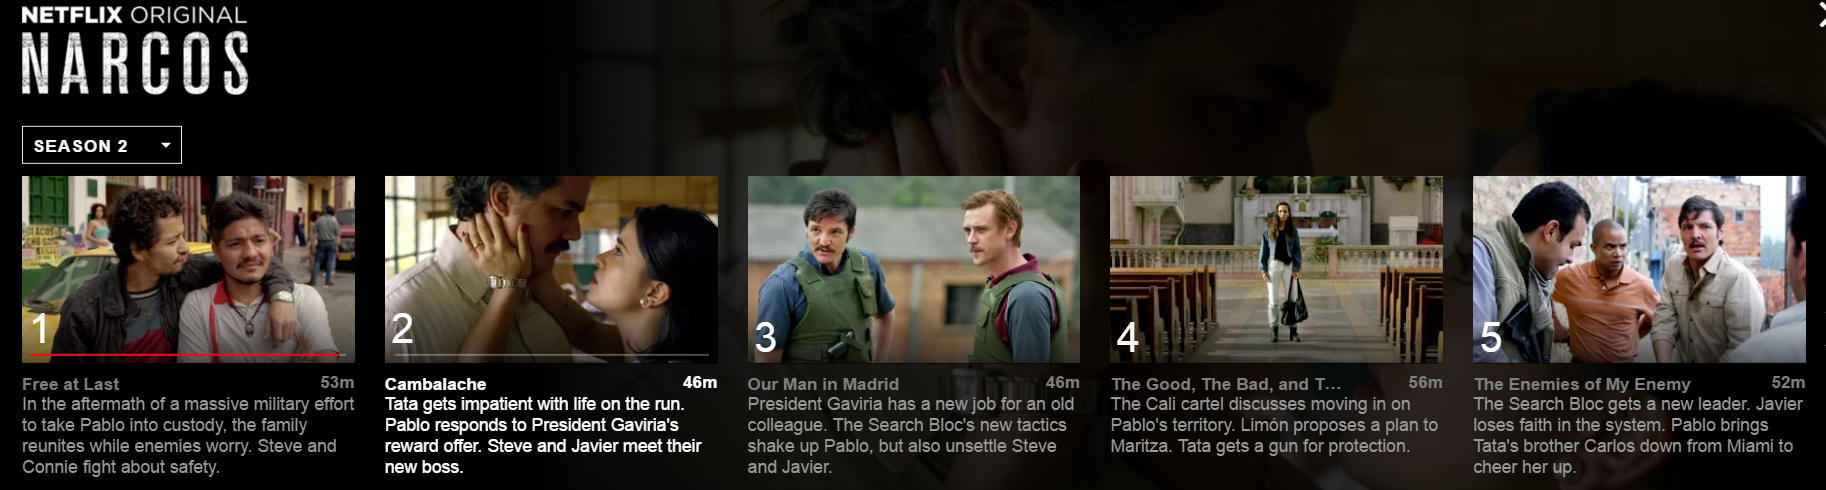 NETFLIX ORIGINAL
NARCOS
SEASON 2
1
Free at Last 53m
In the aftermath of a massive military effort
to take Pablo into custody, the family
reunites while enemies worry. Steve and
Connie fight about safety.
2
Cambalache 46m
Tata gets impatient with life on the run.
Pablo responds to President Gaviria's
reward offer. Steve and Javier meet their
new boss.
3
Our Man in Madrid 46m
President Gaviria has a new job for an old
colleague. The Search Bloc's new tactics
shake up Pablo, but also unsettle Steve
and Javier.
4
The Good, The Bad, and T... 56m
The Cali cartel discusses moving in on
Pablo's territory. Limón proposes a plan to
Maritza. Tata gets a gun for protection.
5
The Enemies of My Enemy 52m
The Search Bloc gets a new leader. Javier
loses faith in the system. Pablo brings
Tata's brother Carlos down from Miami to
cheer her up.